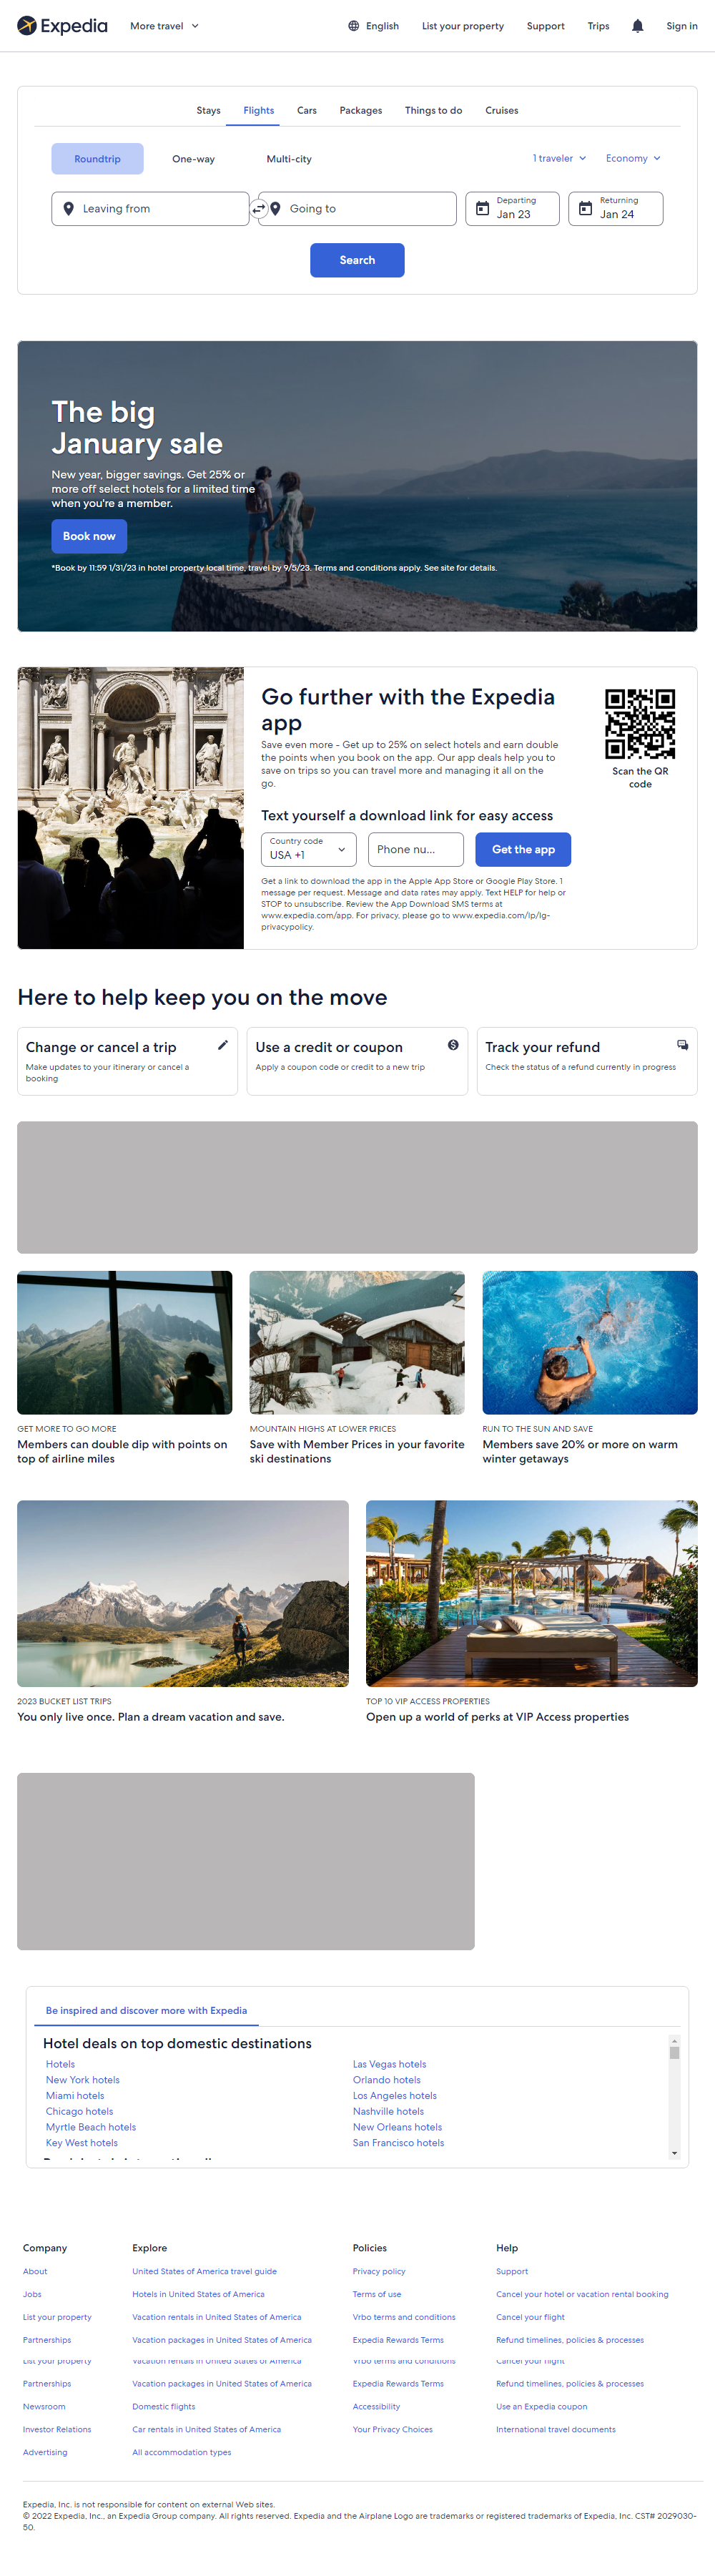 Expedia
More travel
English
List your property
Support
Trips
Sign in
Stays
Flights
Cars
Packages
Things to do
Cruises
Roundtrip
One-way
Multi-city
1 traveler
Economy
Leaving from
Going to
Departing
Jan 23
Returning
Jan 24
Search
The big
January sale
New year, bigger savings. Get 25% or
more off select hotels for a limited time
when you're a member.
Book now
*Book by 11:59 1/31/23 in hotel property local time, travel by 9/5/23. Terms and conditions apply. See site for details.
Go further with the Expedia
app
Save even more - Get up to 25% on select hotels and earn double
the points when you book on the app. Our app deals help you to
save on trips so you can travel more and managing it all on the
go.
Scan the QR
code
Text yourself a download link for easy access
Country code
USA +1
Phone nu...
Get the app
Get a link to download the app in the Apple App Store or Google Play Store. 1
message per request. Message and data rates may apply. Text HELP for help or
STOP to unsubscribe. Review the App Download SMS terms at
www.expedia.com/app. For privacy, please go to www.expedia.com/lp/lg-
privacypolicy.
Here to help keep you on the move
Change or cancel a trip
Make updates to your itinerary or cancel a
booking
Use a credit or coupon
Apply a coupon code or credit to a new trip
Track your refund
Check the status of a refund currently in progress
GET MORE TO GO MORE
Members can double dip with points on
top of airline miles
MOUNTAIN HIGHS AT LOWER PRICES
Save with Member Prices in your favorite
ski destinations
RUN TO THE SUN AND SAVE
Members save 20% or more on warm
winter getaways
2023 BUCKET LIST TRIPS
You only live once. Plan a dream vacation and save.
TOP 10 VIP ACCESS PROPERTIES
Open up a world of perks at VIP Access properties
Be inspired and discover more with Expedia
Hotel deals on top domestic destinations
Hotels
Las Vegas hotels
New York hotels
Orlando hotels
Miami hotels
Los Angeles hotels
Chicago hotels
Nashville hotels
Myrtle Beach hotels
New Orleans hotels
Key West hotels
San Francisco hotels
Company
About
Jobs
List your property
Partnerships
List your property
Partnerships
Newsroom
Investor Relations
Advertising
Explore
United States of America travel guide
Hotels in United States of America
Vacation rentals in United States of America
Vacation packages in United States of America
Vacation rentals in United States of America
Vacation packages in United States of America
Domestic flights
Car rentals in United States of America
All accommodation types
Policies
Privacy policy
Terms of use
Vrbo terms and conditions
Expedia Rewards Terms
Vrbo terms and conditions
Expedia Rewards Terms
Accessibility
Your Privacy Choices
Help
Support
Cancel your hotel or vacation rental booking
Cancel your flight
Refund timelines, policies & processes
Cancel your flight
Refund timelines, policies & processes
Use an Expedia coupon
International travel documents
Expedia, Inc. is not responsible for content on external Web sites.
© 2022 Expedia, Inc., an Expedia Group company. All rights reserved. Expedia and the Airplane Logo are trademarks or registered trademarks of Expedia, Inc. CST# 2029030-
50.